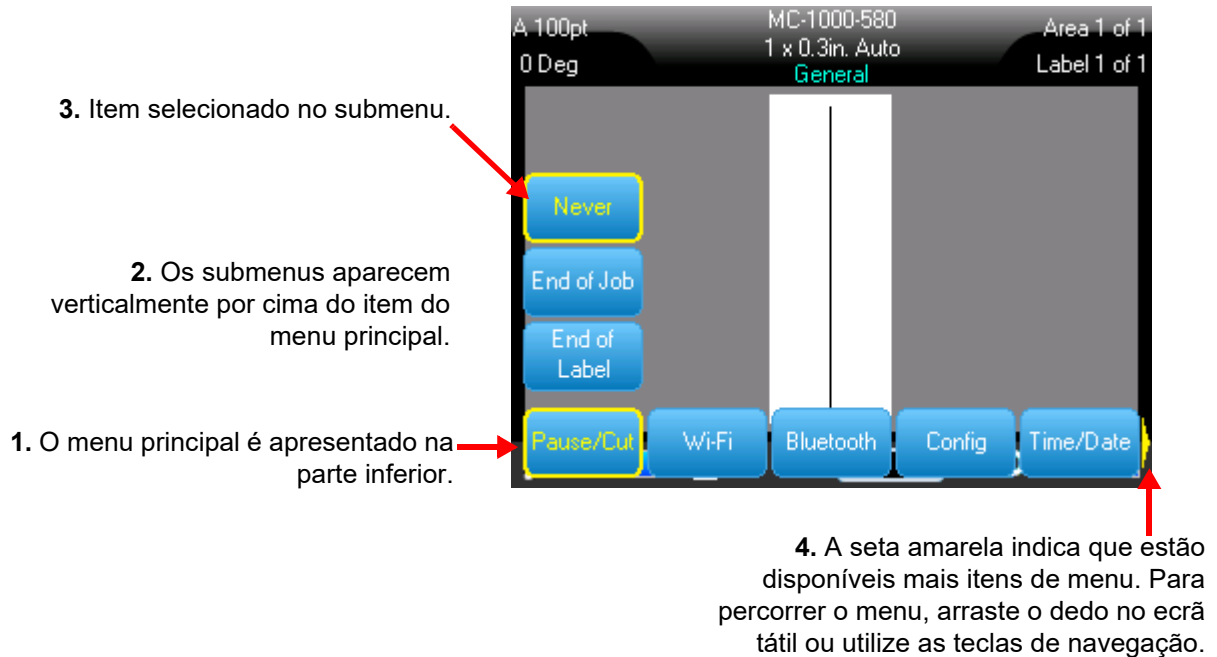 A 100pt
MC-1000-580
Area 1 of 1
0 Deg
1 x 0.3in. Auto
Label 1 of 1
General
3. Item selecionado no submenu.
Never
2. Os submenus aparecem
verticalmente por cima do item do
menu principal.
End of Job
End of
Label
1. O menu principal é apresentado na
parte inferior.
Pause/Cut
Wi-Fi
Bluetooth
Config
Time/Date
4. A seta amarela indica que estão
disponíveis mais itens de menu. Para
percorrer o menu, arraste o dedo no ecrã
tátil ou utilize as teclas de navegação.